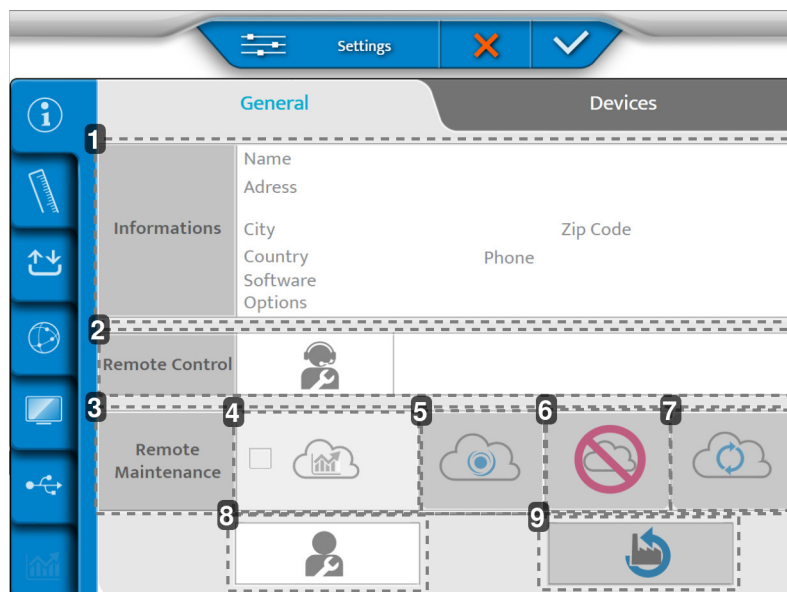 Settings
General
Devices
1
Informations
Name
Adress
City
Zip Code
Country
Phone
Software
Options
2
Remote Control
3
4
5
6
7
Remote
Maintenance
8
9